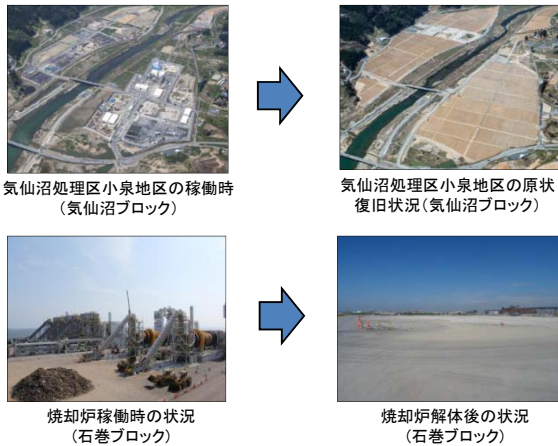 気仙沼処理区小泉地区の稼働時
（気仙沼ブロック）
気仙沼処理区小泉地区の原状
復旧状況（気仙沼ブロック）
焼却炉稼働時の状況
（石巻ブロック）
焼却炉解体後の状況
（石巻ブロック）